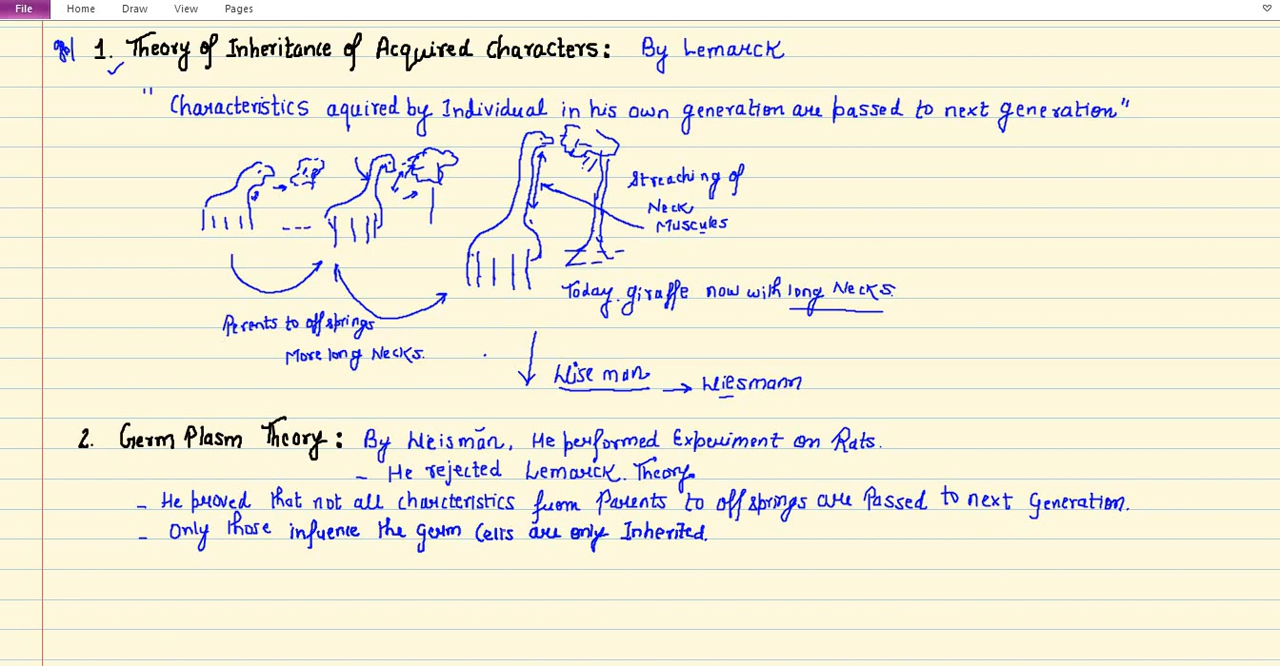 File Home Draw View Pages
1. Theory of Inheritance of Acquired Characters: By Lemarck
"Characteristics aquired by Individual in his own generation are passed to next generation"
Streaching of
Neck
Muscules
Today giraffe now with long Necks.
Perents to off springs
More long Necks.
Wise man → Wiesmann
2. Germ Plasm Theory: By Weisman, He performed Experiment on Rats.
- He rejected Lemarck Theory
- He proved that not all charcteristics from Parents to off springs are Passed to next Generation.
- Only those infuence the germ Cells are only Inherited.